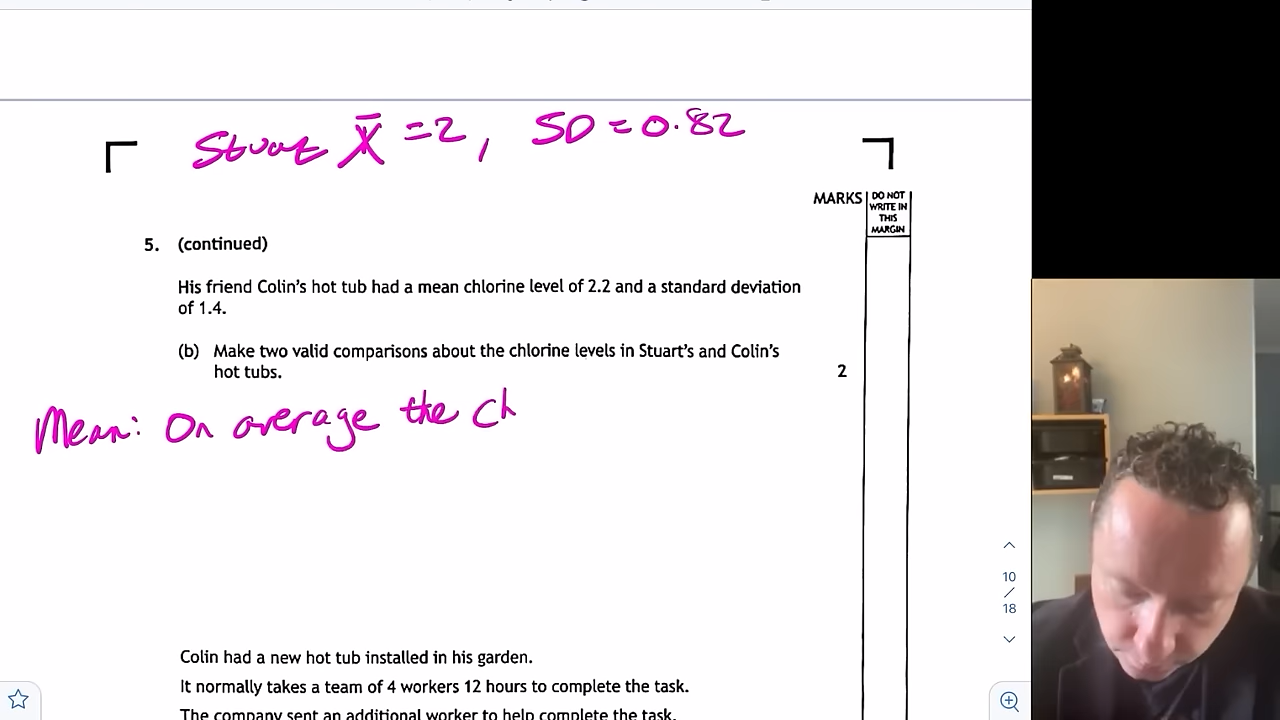 Stuart X̄ = 2, SD = 0.82
MARKS
DO NOT
WRITE IN
THIS
MARGIN
5. (continued)
His friend Colin's hot tub had a mean chlorine level of 2.2 and a standard deviation
of 1.4.
(b) Make two valid comparisons about the chlorine levels in Stuart's and Colin's
hot tubs.
2
Mean: On average the ch
10
/
18
Colin had a new hot tub installed in his garden.
It normally takes a team of 4 workers 12 hours to complete the task.
The company sent an additional worker to help complete the task.